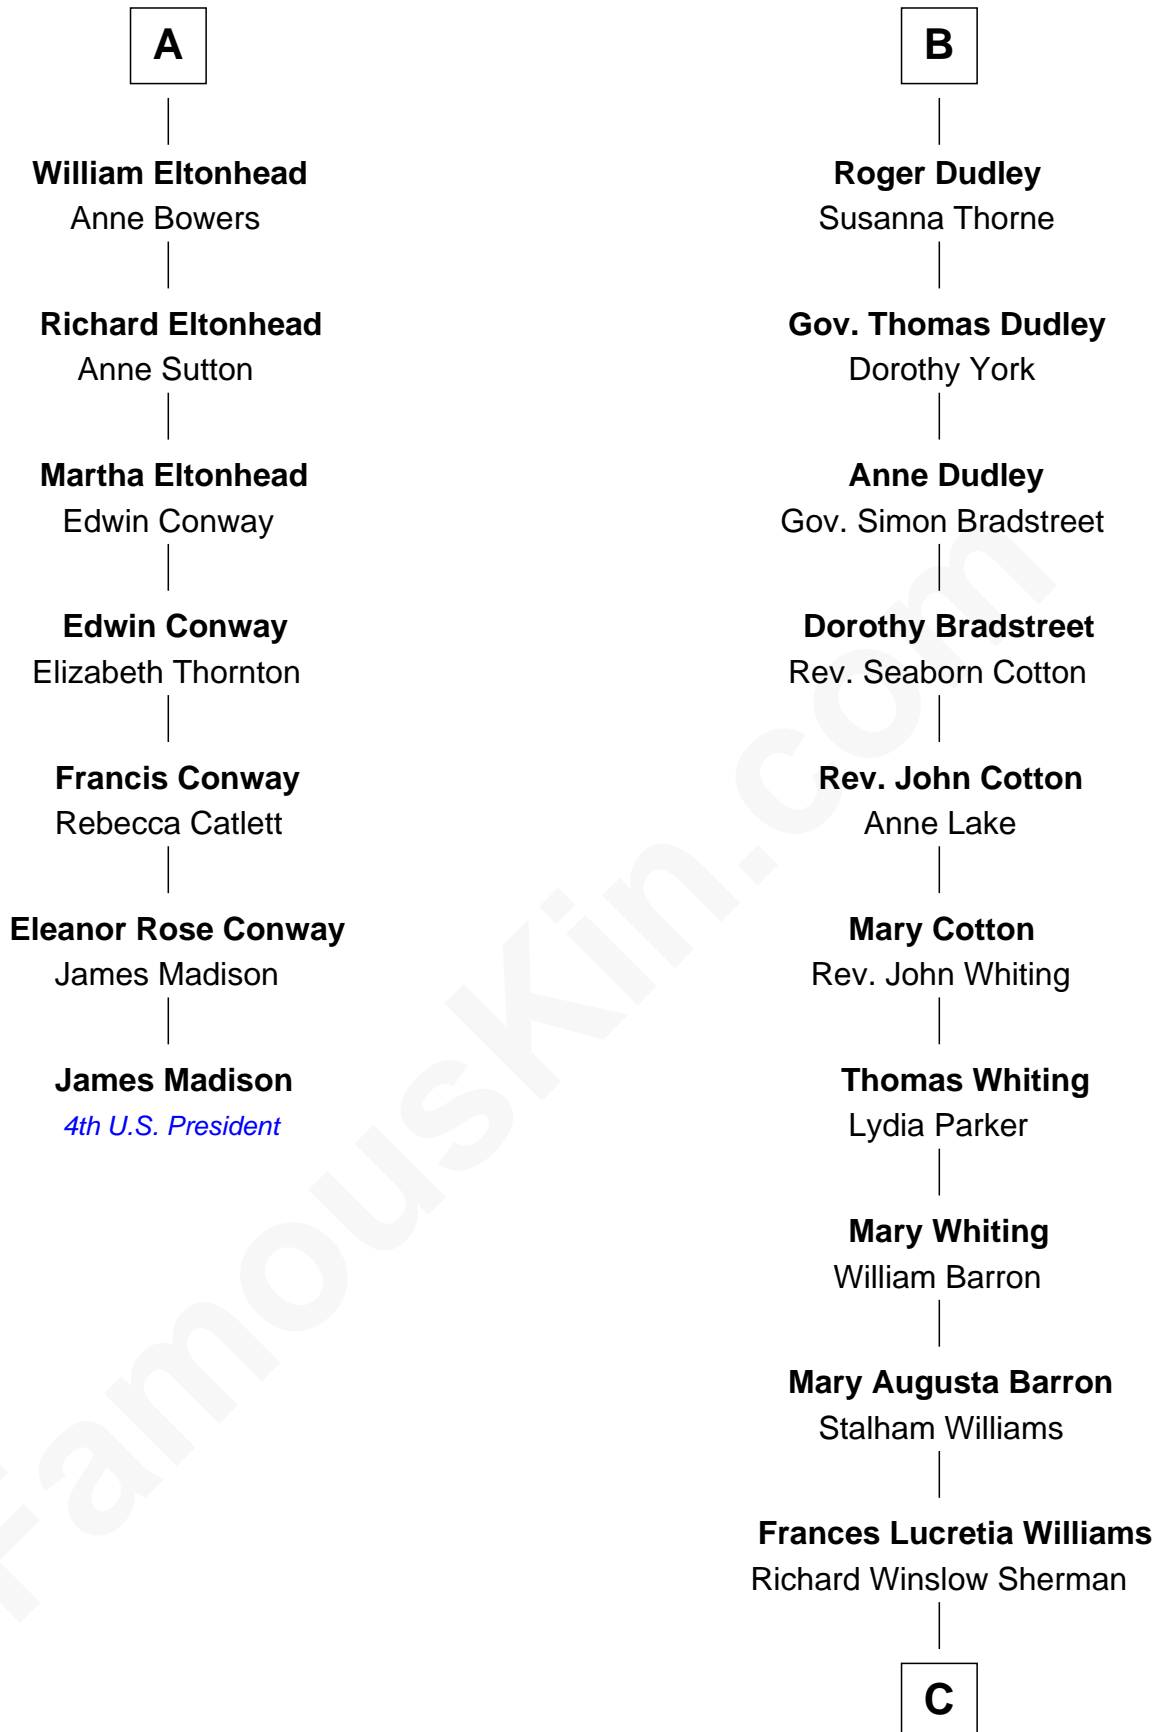 A
William Eltonhead
Anne Bowers
Richard Eltonhead
Anne Sutton
Martha Eltonhead
Edwin Conway
Edwin Conway
Elizabeth Thornton
Francis Conway
Rebecca Catlett
Eleanor Rose Conway
James Madison
James Madison
4th U.S. President
B
Roger Dudley
Susanna Thorne
Gov. Thomas Dudley
Dorothy York
Anne Dudley
Gov. Simon Bradstreet
Dorothy Bradstreet
Rev. Seaborn Cotton
Rev. John Cotton
Anne Lake
Mary Cotton
Rev. John Whiting
Thomas Whiting
Lydia Parker
Mary Whiting
William Barron
Mary Augusta Barron
Stalham Williams
Frances Lucretia Williams
Richard Winslow Sherman
C
FamousKin.com